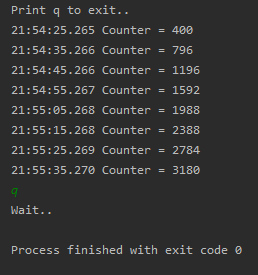 Print q to exit..
21:54:25.265 Counter = 400
21:54:35.266 Counter = 796
21:54:45.266 Counter = 1196
21:54:55.267 Counter = 1592
21:55:05.268 Counter = 1988
21:55:15.268 Counter = 2388
21:55:25.269 Counter = 2784
21:55:35.270 Counter = 3180
q
Wait..
Process finished with exit code 0